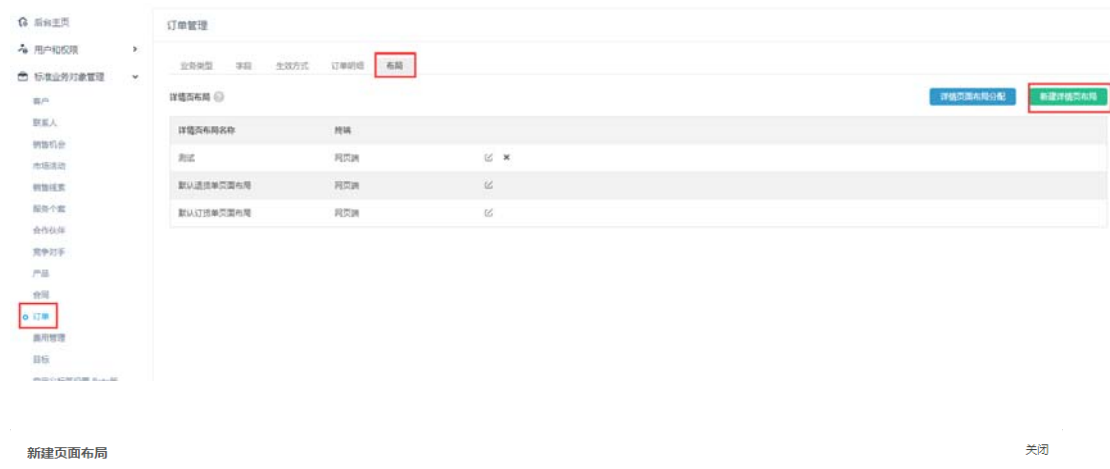 后台主页
用户和权限
标准业务对象管理
客户
联系人
销售机会
市场活动
销售线索
服务个案
合作伙伴
竞争对手
产品
合同
订单
费用管理
目标
订单管理
业务类型 字段 生效方式 订单明细 布局
详情页布局
详情页面布局分配 新建详情页布局
详情页布局名称 终端
测试 网页端
默认退货单页面布局 网页端
默认订货单页面布局 网页端
新建页面布局 关闭